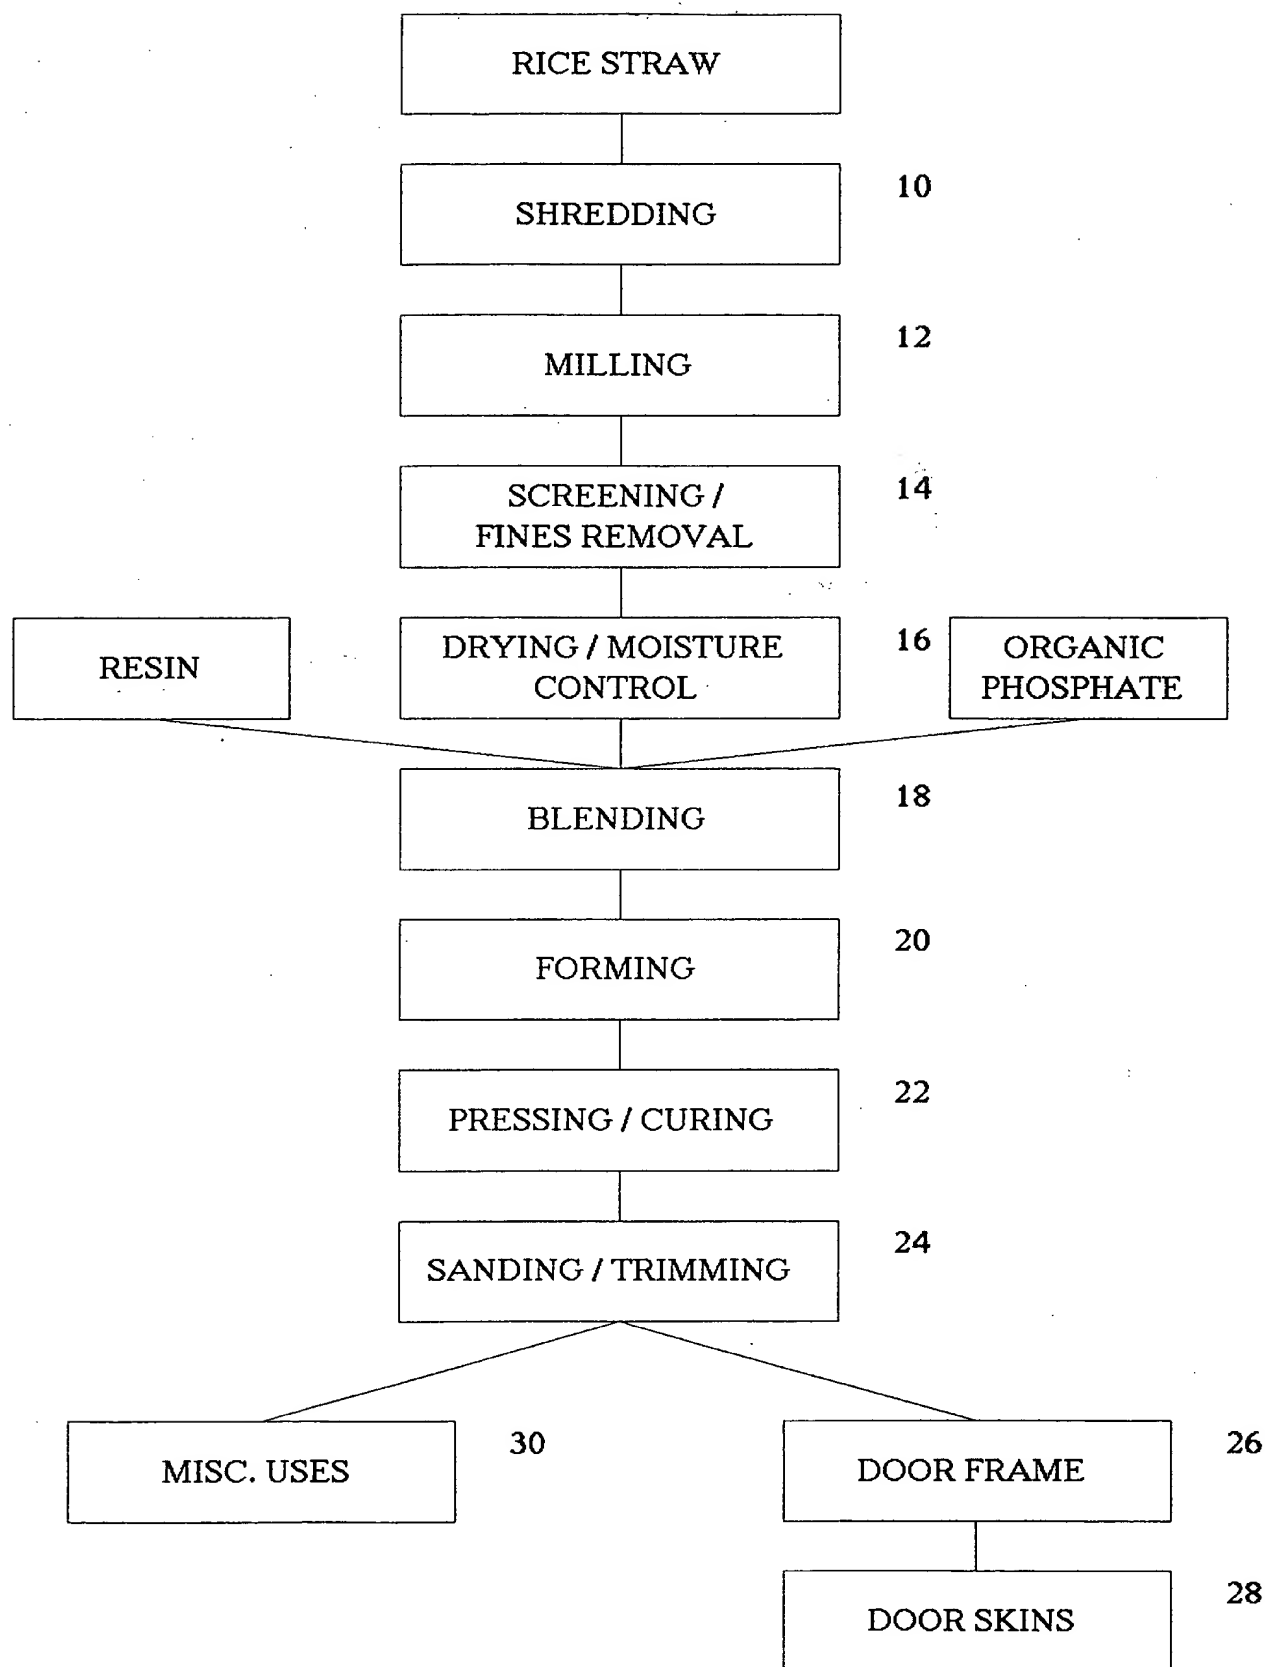 RICE STRAW
SHREDDING
10
MILLING
12
SCREENING /
FINES REMOVAL
14
RESIN
DRYING / MOISTURE
CONTROL
16
ORGANIC
PHOSPHATE
BLENDING
18
FORMING
20
PRESSING / CURING
22
SANDING / TRIMMING
24
MISC. USES
30
DOOR FRAME
26
DOOR SKINS
28